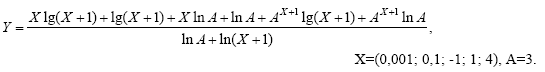 Y = \frac{X lg(X+1) + lg(X+1) + X ln A + ln A + A^{X+1} lg(X+1) + A^{X+1} ln A}{ln A + ln(X+1)},
X=(0,001; 0,1; -1; 1; 4), A=3.